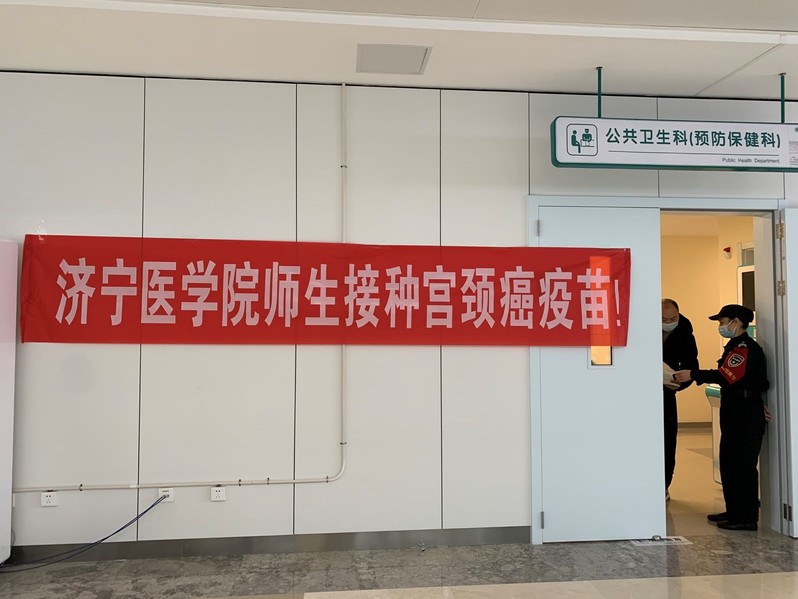 公共卫生科(预防保健科)
Public Health Department
济宁医学院师生接种宫颈癌疫苗!